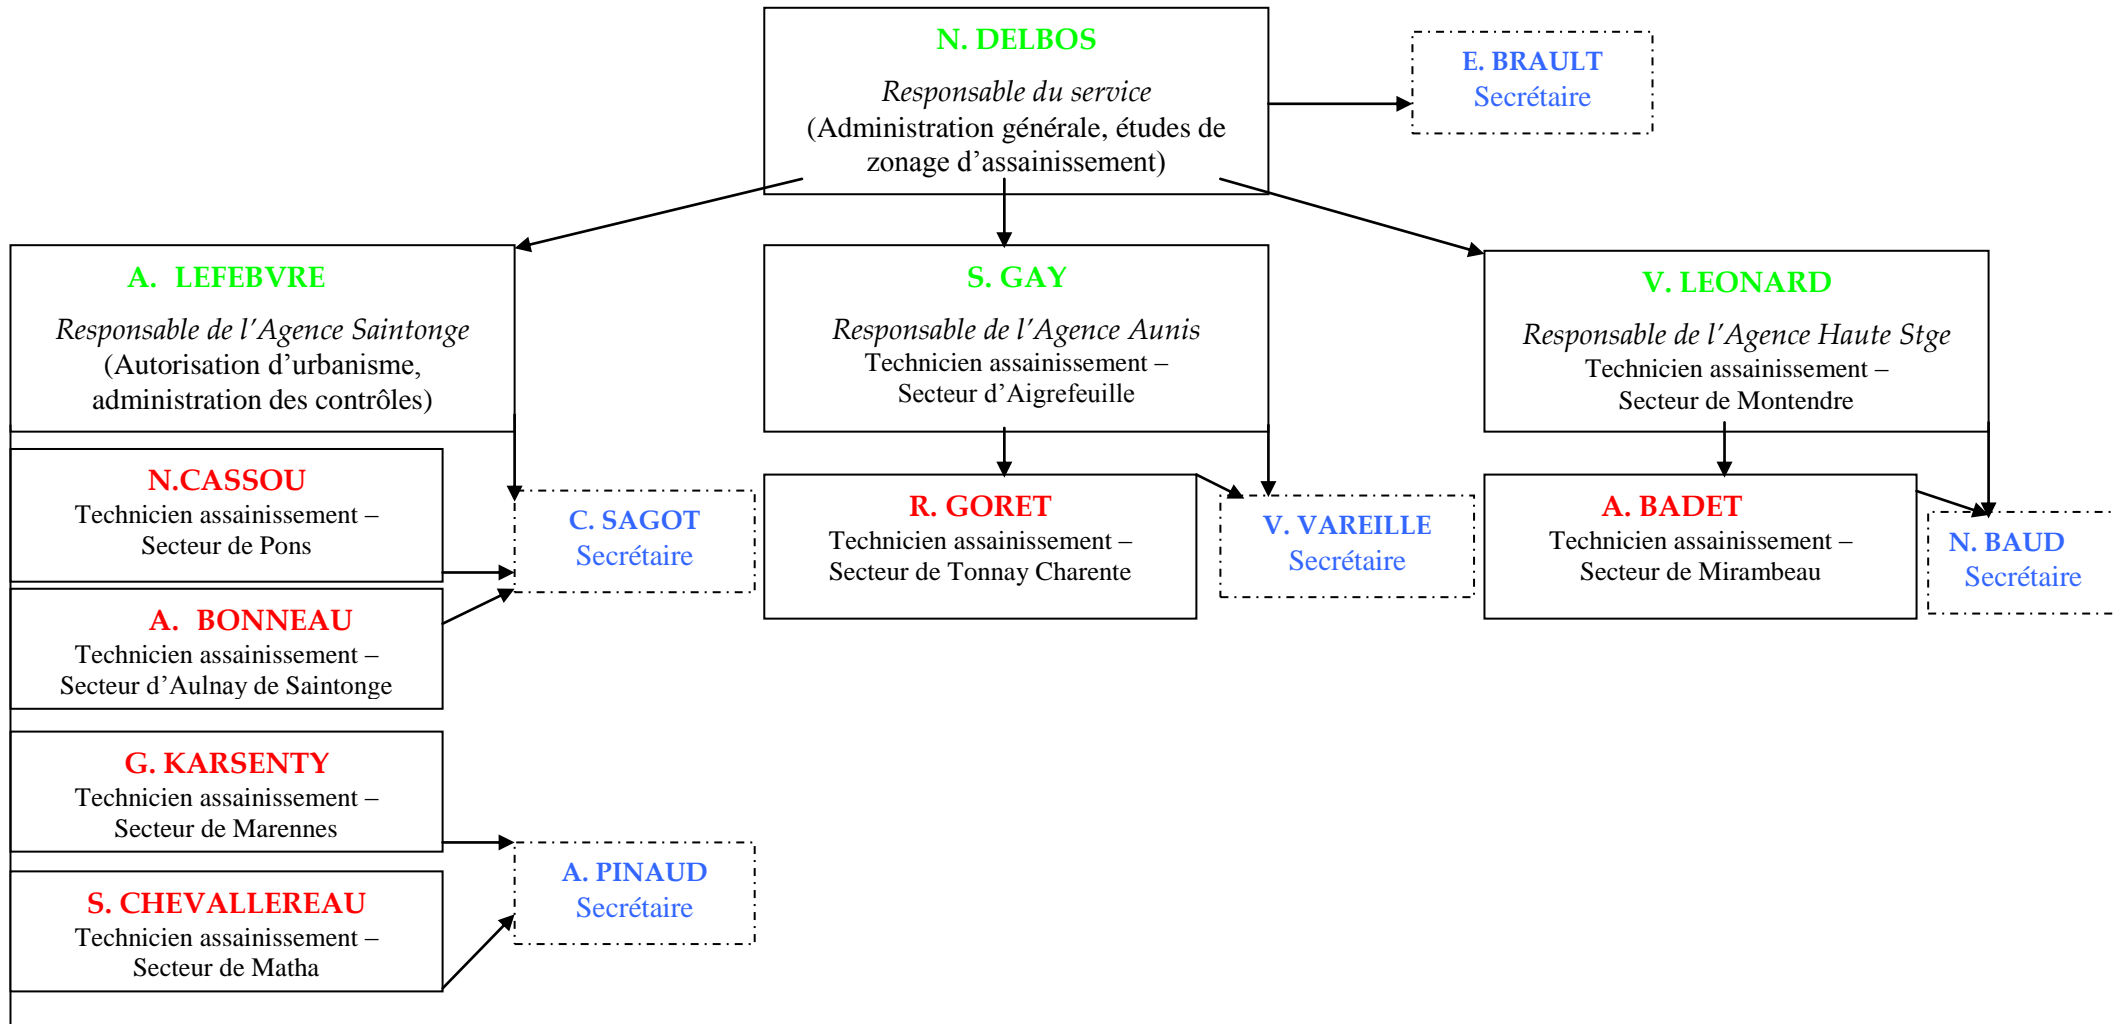 N. DELBOS
Responsable du service
(Administration générale, études de
zonage d’assainissement)
E. BRAULT
Secrétaire
A. LEFEBVRE
Responsable de l’Agence Saintonge
(Autorisation d’urbanisme,
administration des contrôles)
S. GAY
Responsable de l’Agence Aunis
Technicien assainissement –
Secteur d’Aigrefeuille
V. LEONARD
Responsable de l’Agence Haute Stge
Technicien assainissement –
Secteur de Montendre
N.CASSOU
Technicien assainissement –
Secteur de Pons
C. SAGOT
Secrétaire
R. GORET
Technicien assainissement –
Secteur de Tonnay Charente
V. VAREILLE
Secrétaire
A. BADET
Technicien assainissement –
Secteur de Mirambeau
N. BAUD
Secrétaire
A. BONNEAU
Technicien assainissement –
Secteur d’Aulnay de Saintonge
G. KARSENTY
Technicien assainissement –
Secteur de Marennes
A. PINAUD
Secrétaire
S. CHEVALLEREAU
Technicien assainissement –
Secteur de Matha